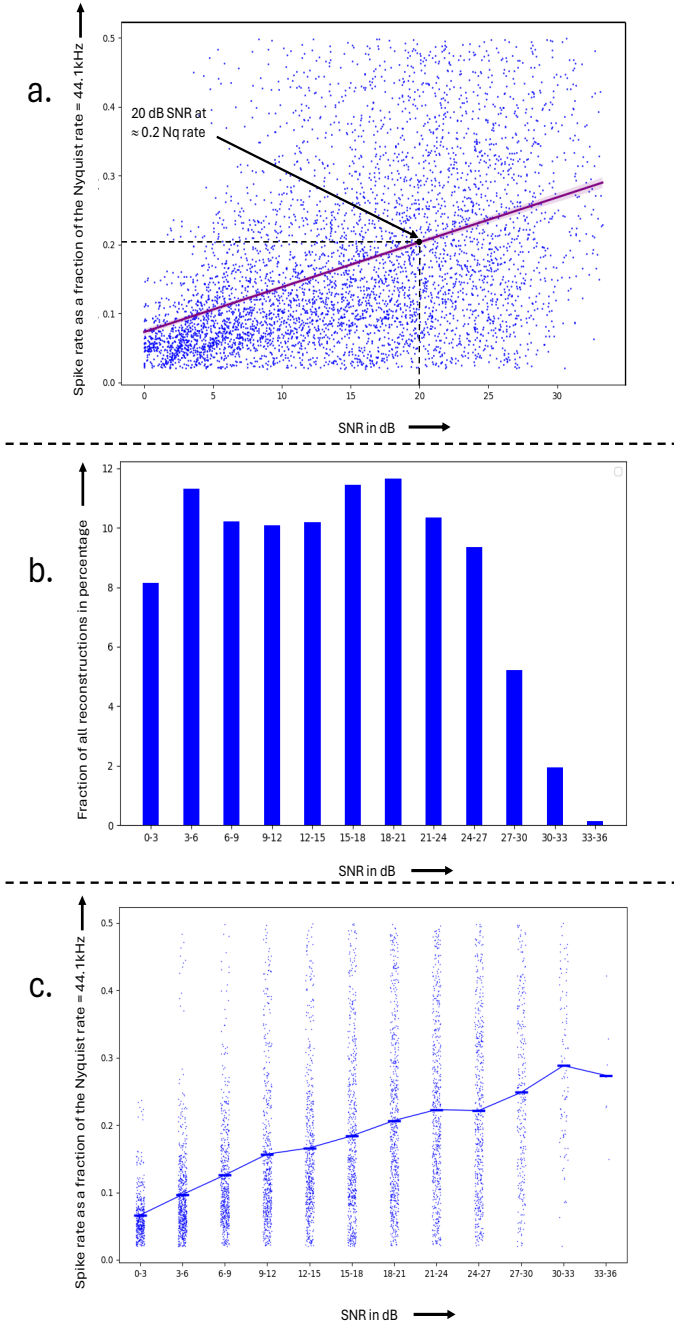 a.
Spike rate as a fraction of the Nyquist rate = 44.1kHz
0.5
0.4
0.3
0.2
0.1
0.0
20 dB SNR at
≈ 0.2 Nq rate
0 5 10 15 20 25 30
SNR in dB
b.
Fraction of all reconstructions in percentage
12
10
8
6
4
2
0
0-3 3-6 6-9 9-12 12-15 15-18 18-21 21-24 24-27 27-30 30-33 33-36
SNR in dB
c.
Spike rate as a fraction of the Nyquist rate = 44.1kHz
0.5
0.4
0.3
0.2
0.1
0.0
0-3 3-6 6-9 9-12 12-15 15-18 18-21 21-24 24-27 27-30 30-33 33-36
SNR in dB